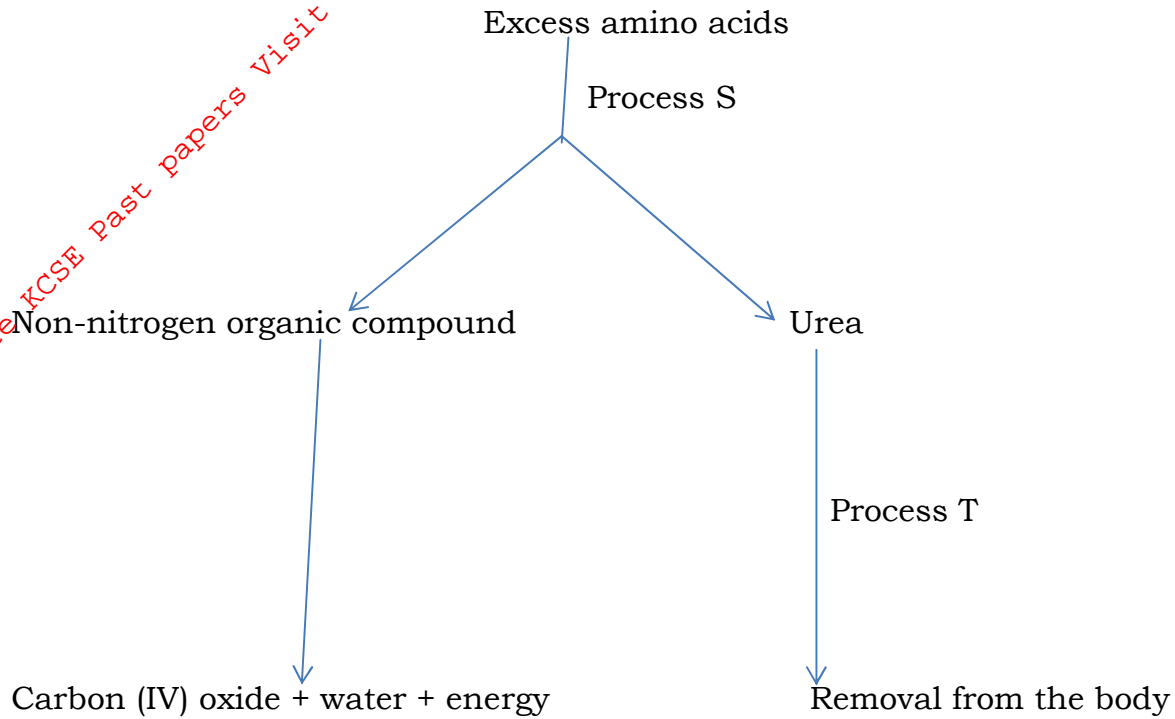 Excess amino acids
Process S
KCSE Past papers Visit
Non-nitrogen organic compound
Urea
Process T
Carbon (IV) oxide + water + energy
Removal from the body